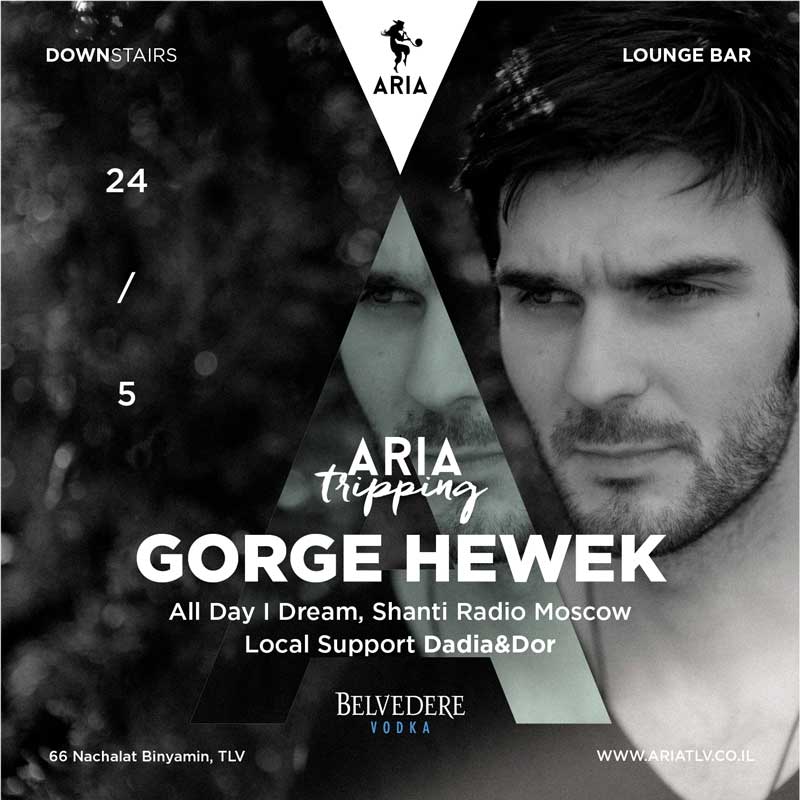 DOWNSTAIRS
ARIA
LOUNGE BAR
24
/
5
ARIA
tripping
GORGE HEWEK
All Day I Dream, Shanti Radio Moscow
Local Support Dadia&Dor
BELVEDERE
VODKA
66 Nachalat Binyamin, TLV
WWW.ARIATLV.CO.IL